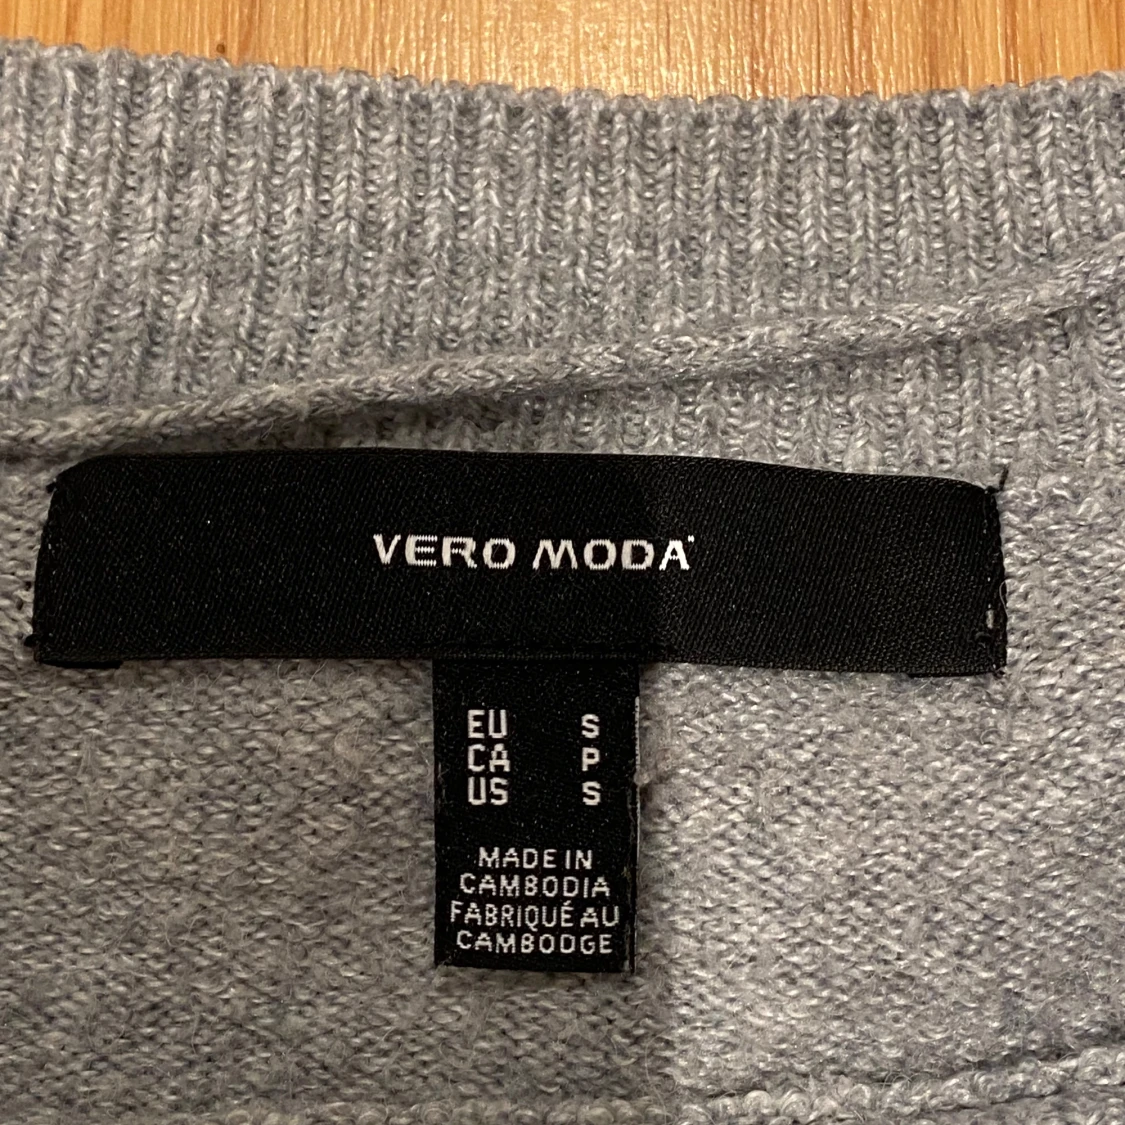 VERO MODA
EU S
CA P
US S
MADE IN
CAMBODIA
FABRIQUÉ AU
CAMBODGE